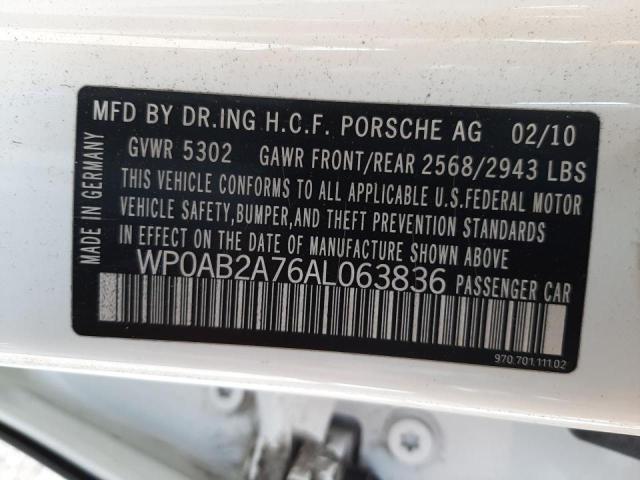 MFD BY DR.ING H.C.F. PORSCHE AG 02/10
GVWR 5302 GAWR FRONT/REAR 2568/2943 LBS
THIS VEHICLE CONFORMS TO ALL APPLICABLE U.S.FEDERAL MOTOR
VEHICLE SAFETY,BUMPER,AND THEFT PREVENTION STANDARDS
IN EFFECT ON THE DATE OF MANUFACTURE SHOWN ABOVE.
WP0AB2A76AL063836 PASSENGER CAR
970.701.111.02
MADE IN GERMANY